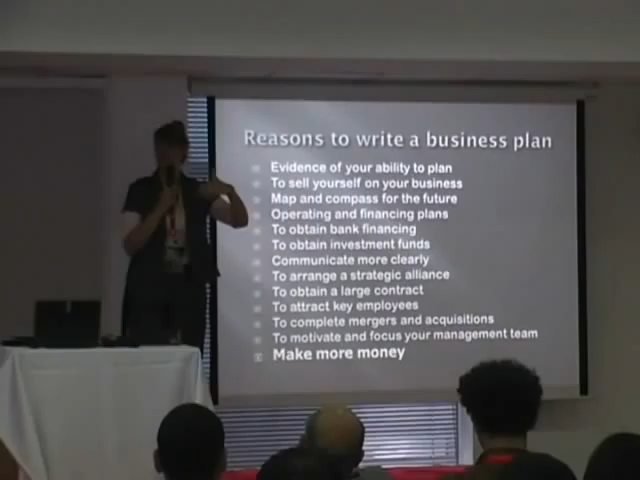 Reasons to write a business plan
Evidence of your ability to plan
To sell yourself on your business
Map and compass for the future
Operating and financing plans
To obtain bank financing
To obtain investment funds
Communicate more clearly
To arrange a strategic alliance
To obtain a large contract
To attract key employees
To complete mergers and acquisitions
To motivate and focus your management team
Make more money